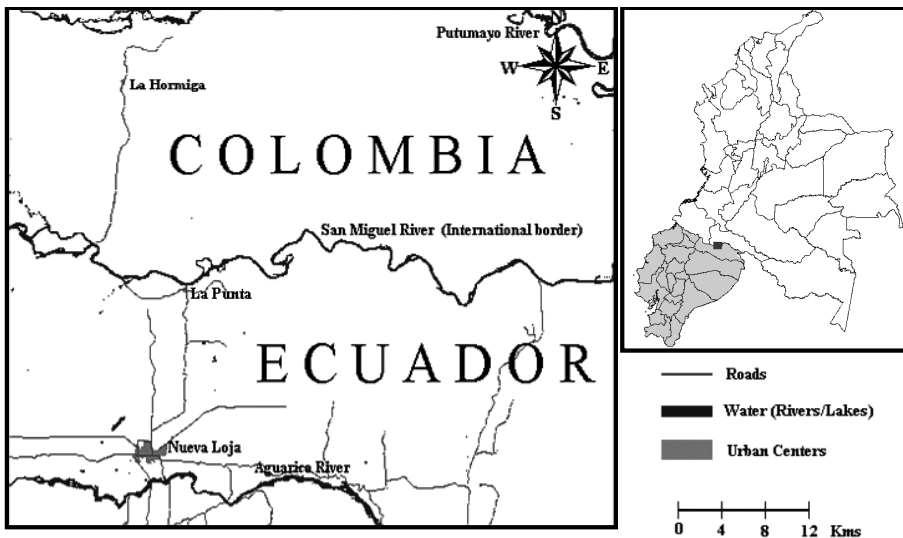 Putumayo River
W E
S
La Hormiga
COLOMBIA
San Miguel River (International border)
La Punta
ECUADOR
Nueva Loja
Aguarico River
Roads
Water (Rivers/Lakes)
Urban Centers
0 4 8 12 Kms